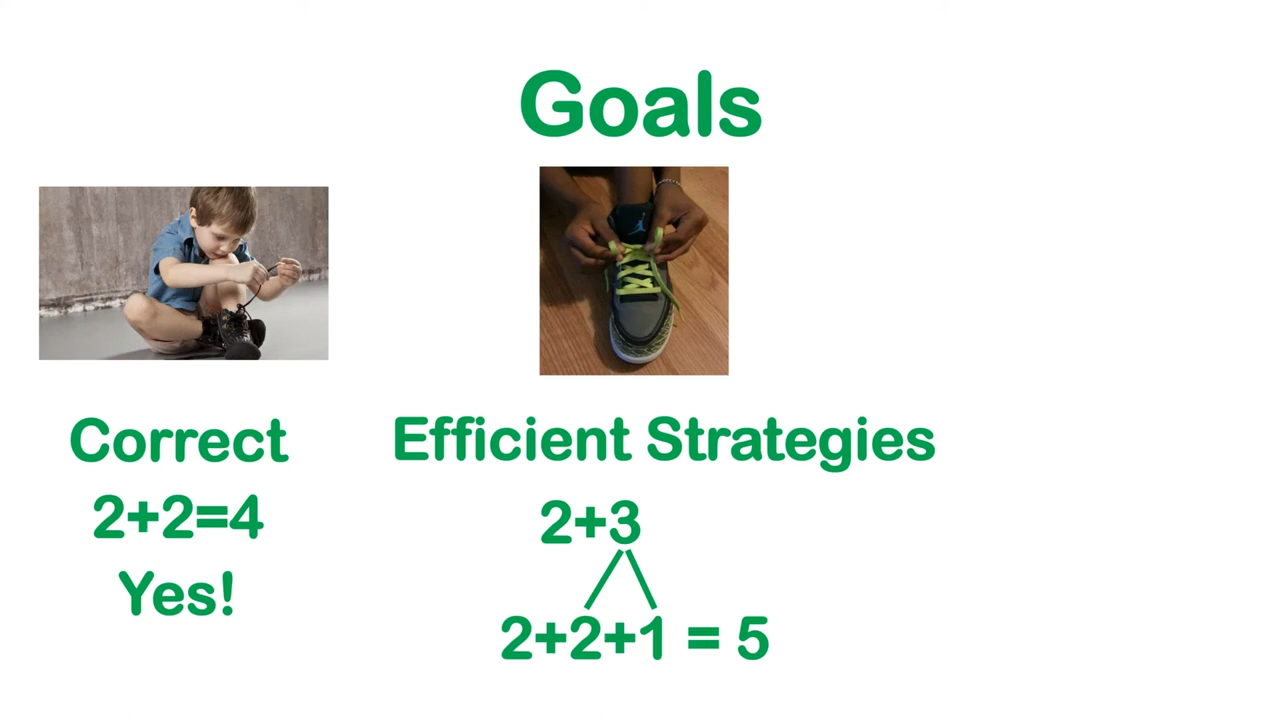 Goals
Correct
2+2=4
Yes!
Efficient Strategies
2+3
2+2+1 = 5